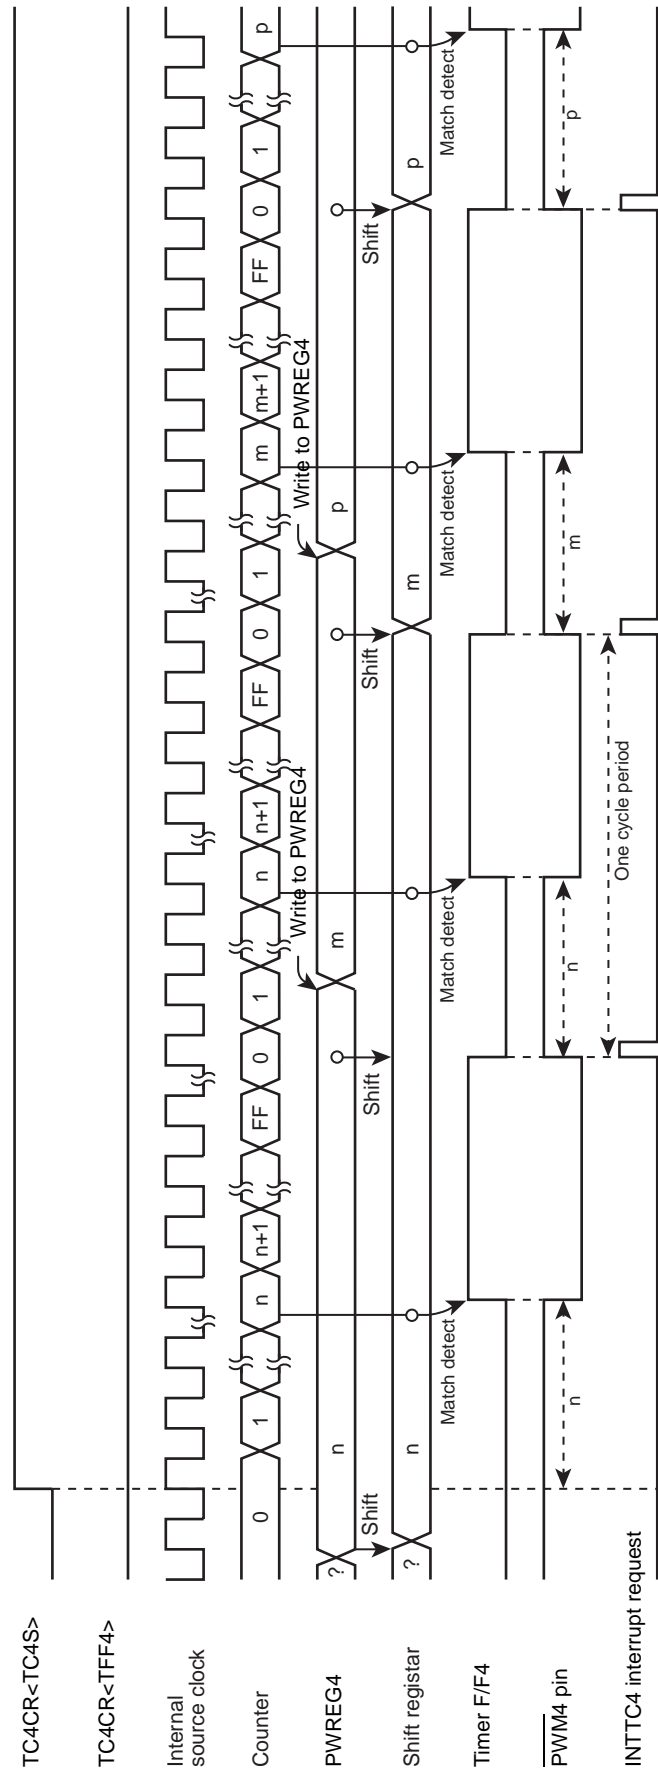 TC4CR<TC4S>
TC4CR<TFF4>
Internal
source clock
Counter 0 1 n n+1 FF 0 1 n n+1 FF 0 1 m m+1 FF 0 1 p
Write to PWREG4 Write to PWREG4
PWREG4 ? n m p
Shift Shift Shift Shift
Shift registar ? n m p
Match detect Match detect Match detect Match detect
Timer F/F4
PWM4 pin n n m p
One cycle period
INTTC4 interrupt request